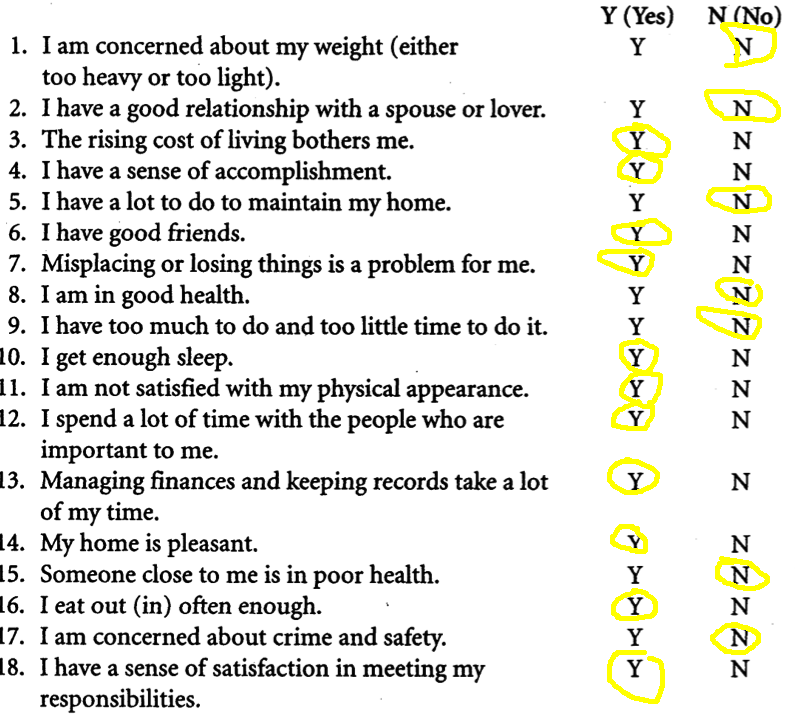 Y (Yes) N (No)
1. I am concerned about my weight (either Y N
too heavy or too light).
2. I have a good relationship with a spouse or lover. Y N
3. The rising cost of living bothers me. Y N
4. I have a sense of accomplishment. Y N
5. I have a lot to do to maintain my home. Y N
6. I have good friends. Y N
7. Misplacing or losing things is a problem for me. Y N
8. I am in good health. Y N
9. I have too much to do and too little time to do it. Y N
10. I get enough sleep. Y N
11. I am not satisfied with my physical appearance. Y N
12. I spend a lot of time with the people who are Y N
important to me.
13. Managing finances and keeping records take a lot Y N
of my time.
14. My home is pleasant. Y N
15. Someone close to me is in poor health. Y N
16. I eat out (in) often enough. Y N
17. I am concerned about crime and safety. Y N
18. I have a sense of satisfaction in meeting my Y N
responsibilities.